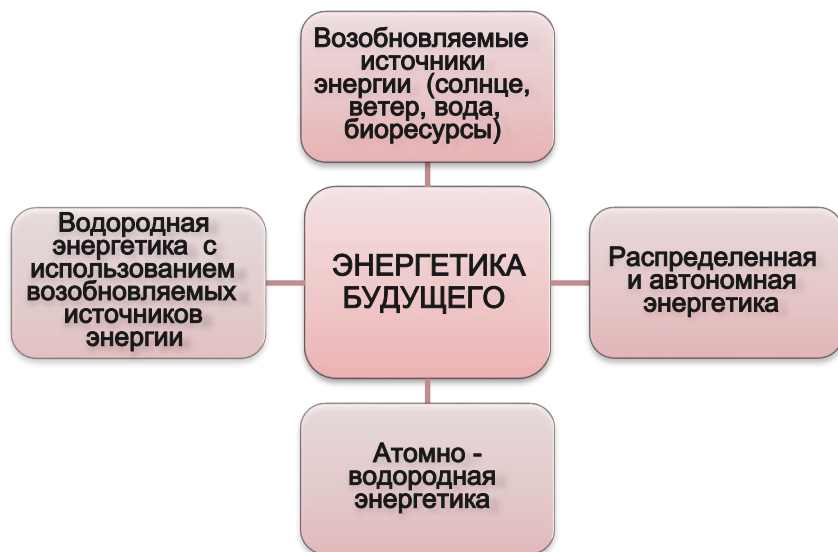 Возобновляемые
источники
энергии (солнце,
ветер, вода,
биоресурсы)
Водородная
энергетика с
использованием
возобновляемых
источников
энергии
ЭНЕРГЕТИКА
БУДУЩЕГО
Распределенная
и автономная
энергетика
Атомно -
водородная
энергетика